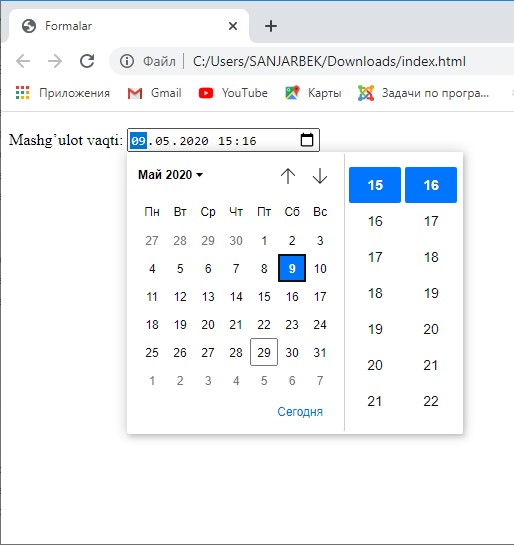 Formalar
Файл | C:/Users/SANJARBEK/Downloads/index.html
Приложения Gmail YouTube Карты Задачи по програ...
Mashg`ulot vaqti: 09.05.2020 15:16
Май 2020
Пн Вт Ср Чт Пт Сб Вс
27 28 29 30 1 2 3
4 5 6 7 8 9 10
11 12 13 14 15 16 17
18 19 20 21 22 23 24
25 26 27 28 29 30 31
1 2 3 4 5 6 7
Сегодня
15 16
16 17
17 18
18 19
19 20
20 21
21 22